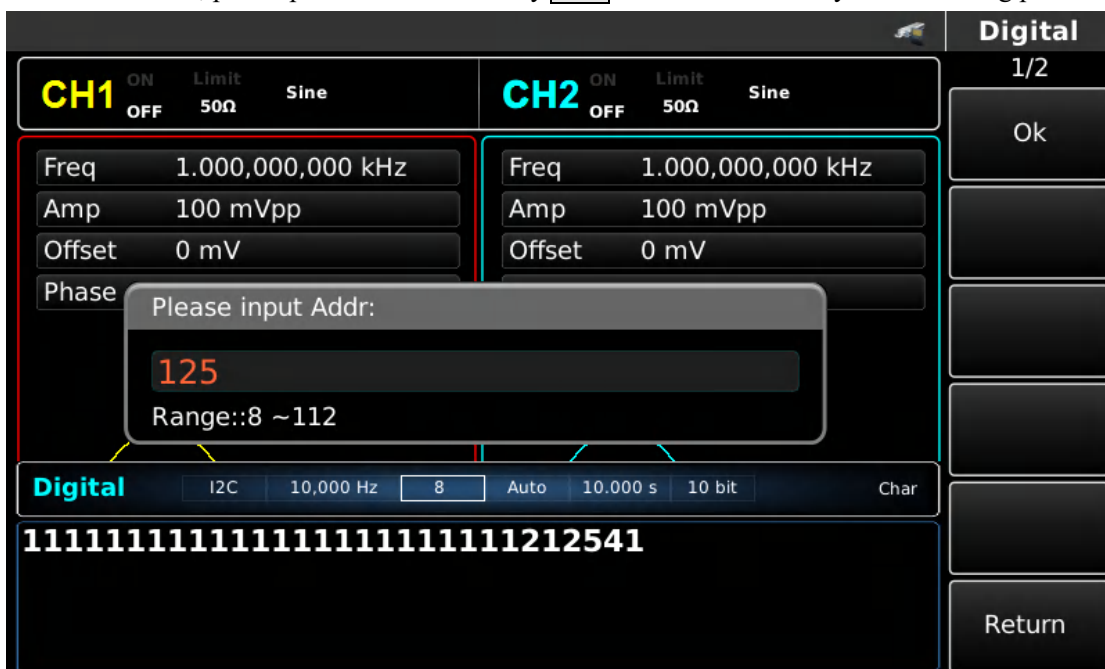 Digital
1/2
CH1 ON OFF Limit 50Ω Sine
CH2 ON OFF Limit 50Ω Sine
Ok
Freq 1.000,000,000 kHz
Freq 1.000,000,000 kHz
Amp 100 mVpp
Amp 100 mVpp
Offset 0 mV
Offset 0 mV
Phase
Please input Addr:
125
Range::8 ~112
Digital I2C 10,000 Hz 8 Auto 10.000 s 10 bit Char
1111111111111111111111111212541
Return